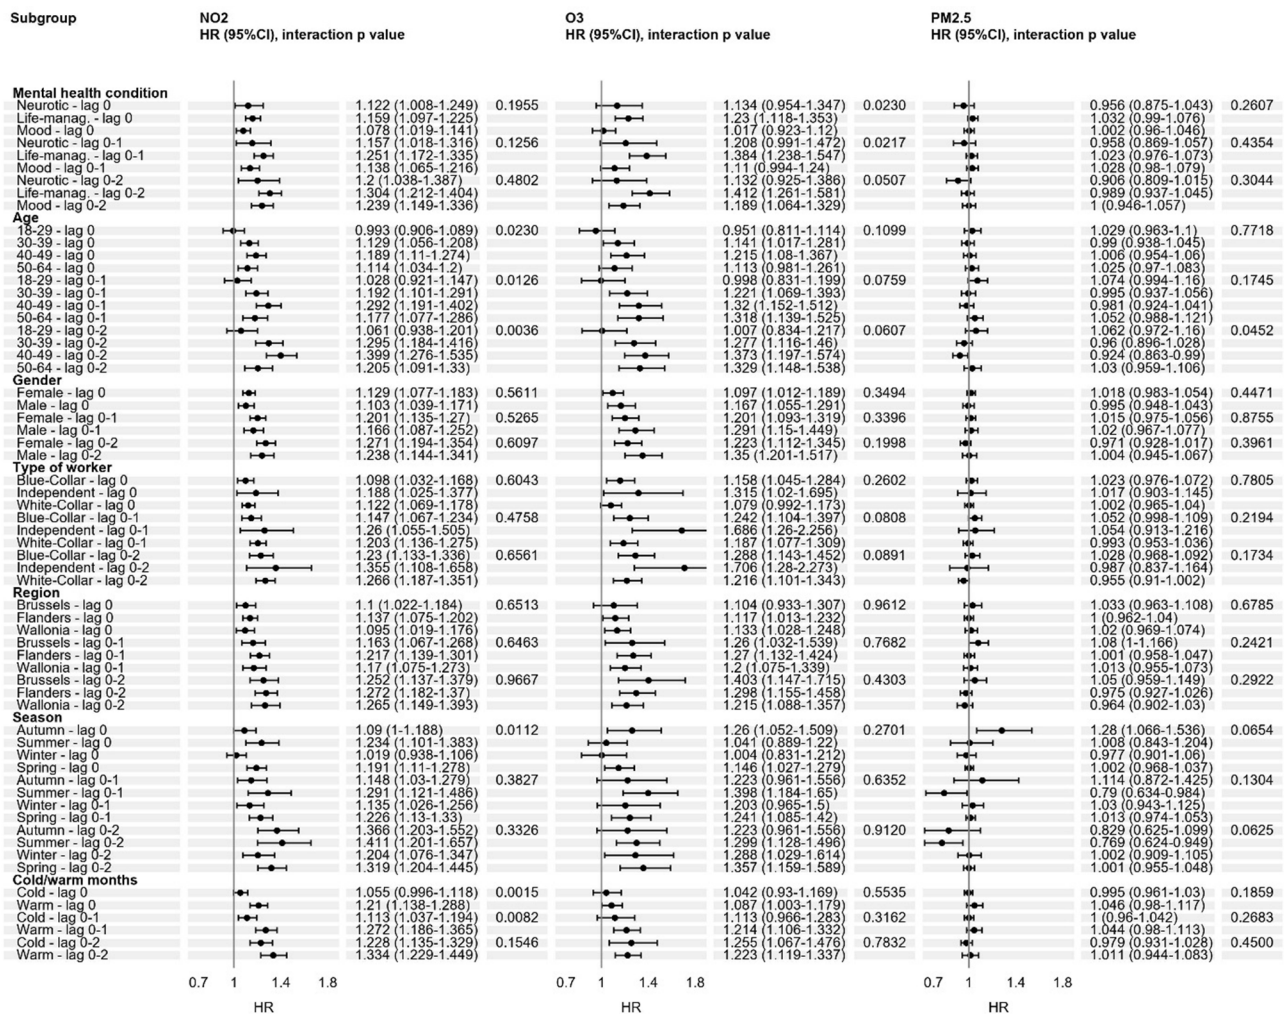 Subgroup NO2 O3 PM2.5
HR (95%CI), interaction p value HR (95%CI), interaction p value HR (95%CI), interaction p value
Mental health condition
Neurotic - lag 0 1.122 (1.008-1.249) 0.1955 1.134 (0.954-1.347) 0.0230 0.956 (0.875-1.043) 0.2607
Life-manag. - lag 0 1.159 (1.097-1.225) 1.23 (1.118-1.353) 1.032 (0.99-1.076)
Mood - lag 0 1.078 (1.019-1.141) 1.017 (0.923-1.12) 1.002 (0.96-1.046)
Neurotic - lag 0-1 1.157 (1.018-1.316) 0.1256 1.208 (0.991-1.472) 0.0217 0.958 (0.869-1.057) 0.4354
Life-manag. - lag 0-1 1.251 (1.172-1.335) 1.384 (1.238-1.547) 1.023 (0.976-1.073)
Mood - lag 0-1 1.138 (1.065-1.216) 1.11 (0.994-1.24) 1.028 (0.98-1.079)
Neurotic - lag 0-2 1.2 (1.038-1.387) 0.4802 1.132 (0.925-1.386) 0.0507 0.906 (0.809-1.015) 0.3044
Life-manag. - lag 0-2 1.304 (1.212-1.404) 1.412 (1.261-1.581) 0.989 (0.937-1.045)
Mood - lag 0-2 1.239 (1.149-1.336) 1.189 (1.064-1.329) 1 (0.946-1.057)
Age
18-29 - lag 0 0.993 (0.906-1.089) 0.0230 0.951 (0.811-1.114) 0.1099 1.029 (0.963-1.1) 0.7718
30-39 - lag 0 1.129 (1.056-1.208) 1.141 (1.017-1.281) 0.99 (0.938-1.045)
40-49 - lag 0 1.189 (1.11-1.274) 1.215 (1.08-1.367) 1.006 (0.954-1.06)
50-64 - lag 0 1.114 (1.034-1.2) 1.113 (0.981-1.261) 1.025 (0.97-1.083)
18-29 - lag 0-1 1.028 (0.921-1.147) 0.0126 0.998 (0.831-1.199) 0.0759 1.074 (0.994-1.16) 0.1745
30-39 - lag 0-1 1.192 (1.101-1.291) 1.221 (1.069-1.393) 0.995 (0.937-1.056)
40-49 - lag 0-1 1.292 (1.191-1.402) 1.32 (1.152-1.512) 0.981 (0.924-1.041)
50-64 - lag 0-1 1.177 (1.077-1.286) 1.318 (1.139-1.525) 1.052 (0.988-1.121)
18-29 - lag 0-2 1.061 (0.938-1.201) 0.0036 1.007 (0.834-1.217) 0.0607 1.062 (0.972-1.16) 0.0452
30-39 - lag 0-2 1.295 (1.184-1.416) 1.277 (1.116-1.46) 0.96 (0.896-1.028)
40-49 - lag 0-2 1.399 (1.276-1.535) 1.373 (1.197-1.574) 0.924 (0.863-0.99)
50-64 - lag 0-2 1.205 (1.091-1.33) 1.329 (1.148-1.538) 1.03 (0.959-1.106)
Gender
Female - lag 0 1.129 (1.077-1.183) 0.5611 1.097 (1.012-1.189) 0.3494 1.018 (0.983-1.054) 0.4471
Male - lag 0 1.103 (1.039-1.171) 1.167 (1.055-1.291) 0.995 (0.948-1.043)
Female - lag 0-1 1.201 (1.135-1.27) 0.5265 1.201 (1.093-1.319) 0.3396 1.015 (0.975-1.056) 0.8755
Male - lag 0-1 1.166 (1.087-1.252) 1.291 (1.15-1.449) 1.02 (0.967-1.077)
Female - lag 0-2 1.271 (1.194-1.354) 0.6097 1.223 (1.112-1.345) 0.1998 0.971 (0.928-1.017) 0.3961
Male - lag 0-2 1.238 (1.144-1.341) 1.35 (1.201-1.517) 1.004 (0.945-1.067)
Type of worker
Blue-Collar - lag 0 1.098 (1.032-1.168) 0.6043 1.158 (1.045-1.284) 0.2602 1.023 (0.976-1.072) 0.7805
Independent - lag 0 1.188 (1.025-1.377) 1.315 (1.02-1.695) 1.017 (0.903-1.145)
White-Collar - lag 0 1.122 (1.069-1.178) 1.079 (0.992-1.173) 1.002 (0.965-1.04)
Blue-Collar - lag 0-1 1.147 (1.067-1.234) 0.4758 1.242 (1.104-1.397) 0.0808 1.052 (0.998-1.109) 0.2194
Independent - lag 0-1 1.26 (1.055-1.505) 1.686 (1.26-2.256) 1.054 (0.913-1.216)
White-Collar - lag 0-1 1.203 (1.136-1.275) 1.187 (1.077-1.309) 0.993 (0.953-1.036)
Blue-Collar - lag 0-2 1.23 (1.133-1.336) 0.6561 1.288 (1.143-1.452) 0.0891 1.028 (0.968-1.092) 0.1734
Independent - lag 0-2 1.355 (1.108-1.658) 1.706 (1.28-2.273) 0.987 (0.837-1.164)
White-Collar - lag 0-2 1.266 (1.187-1.351) 1.216 (1.101-1.343) 0.955 (0.91-1.002)
Region
Brussels - lag 0 1.1 (1.022-1.184) 0.6513 1.104 (0.933-1.307) 0.9612 1.033 (0.963-1.108) 0.6785
Flanders - lag 0 1.137 (1.075-1.202) 1.117 (1.013-1.232) 1 (0.962-1.04)
Wallonia - lag 0 1.095 (1.019-1.176) 1.133 (1.028-1.248) 1.02 (0.969-1.074)
Brussels - lag 0-1 1.163 (1.067-1.268) 0.6463 1.26 (1.032-1.539) 0.7682 1.08 (1-1.166) 0.2421
Flanders - lag 0-1 1.217 (1.139-1.301) 1.27 (1.132-1.424) 1.001 (0.958-1.047)
Wallonia - lag 0-1 1.17 (1.075-1.273) 1.2 (1.075-1.339) 1.013 (0.955-1.073)
Brussels - lag 0-2 1.252 (1.137-1.379) 0.9667 1.403 (1.147-1.715) 0.4303 1.05 (0.959-1.149) 0.2922
Flanders - lag 0-2 1.272 (1.182-1.37) 1.298 (1.155-1.458) 0.975 (0.927-1.026)
Wallonia - lag 0-2 1.265 (1.149-1.393) 1.215 (1.088-1.357) 0.964 (0.902-1.03)
Season
Autumn - lag 0 1.09 (1-1.188) 0.0112 1.26 (1.052-1.509) 0.2701 1.28 (1.066-1.536) 0.0654
Summer - lag 0 1.234 (1.101-1.383) 1.041 (0.889-1.22) 1.008 (0.843-1.204)
Winter - lag 0 1.019 (0.938-1.106) 1.004 (0.831-1.212) 0.977 (0.901-1.06)
Spring - lag 0 1.191 (1.11-1.278) 1.146 (1.027-1.279) 1.002 (0.968-1.037)
Autumn - lag 0-1 1.148 (1.03-1.279) 0.3827 1.223 (0.961-1.556) 0.6352 1.114 (0.872-1.425) 0.1304
Summer - lag 0-1 1.291 (1.121-1.486) 1.398 (1.184-1.65) 0.79 (0.634-0.984)
Winter - lag 0-1 1.135 (1.026-1.256) 1.203 (0.965-1.5) 1.03 (0.943-1.125)
Spring - lag 0-1 1.226 (1.13-1.33) 1.241 (1.085-1.42) 1.013 (0.974-1.053)
Autumn - lag 0-2 1.366 (1.203-1.552) 0.3326 1.223 (0.961-1.556) 0.9120 0.829 (0.625-1.099) 0.0625
Summer - lag 0-2 1.411 (1.201-1.657) 1.299 (1.128-1.496) 0.769 (0.624-0.949)
Winter - lag 0-2 1.204 (1.076-1.347) 1.288 (1.029-1.614) 1.002 (0.909-1.105)
Spring - lag 0-2 1.319 (1.204-1.445) 1.357 (1.159-1.589) 1.001 (0.955-1.048)
Cold/warm months
Cold - lag 0 1.055 (0.996-1.118) 0.0015 1.042 (0.93-1.169) 0.5535 0.995 (0.961-1.03) 0.1859
Warm - lag 0 1.21 (1.138-1.288) 1.087 (1.003-1.179) 1.046 (0.98-1.117)
Cold - lag 0-1 1.113 (1.037-1.194) 0.0082 1.113 (0.966-1.283) 0.3162 1 (0.96-1.042) 0.2683
Warm - lag 0-1 1.272 (1.186-1.365) 1.214 (1.106-1.332) 1.044 (0.98-1.113)
Cold - lag 0-2 1.228 (1.135-1.329) 0.1546 1.255 (1.067-1.476) 0.7832 0.979 (0.931-1.028) 0.4500
Warm - lag 0-2 1.334 (1.229-1.449) 1.223 (1.119-1.337) 1.011 (0.944-1.083)
0.7 1 1.4 1.8 0.7 1 1.4 1.8 0.7 1 1.4 1.8
HR HR HR